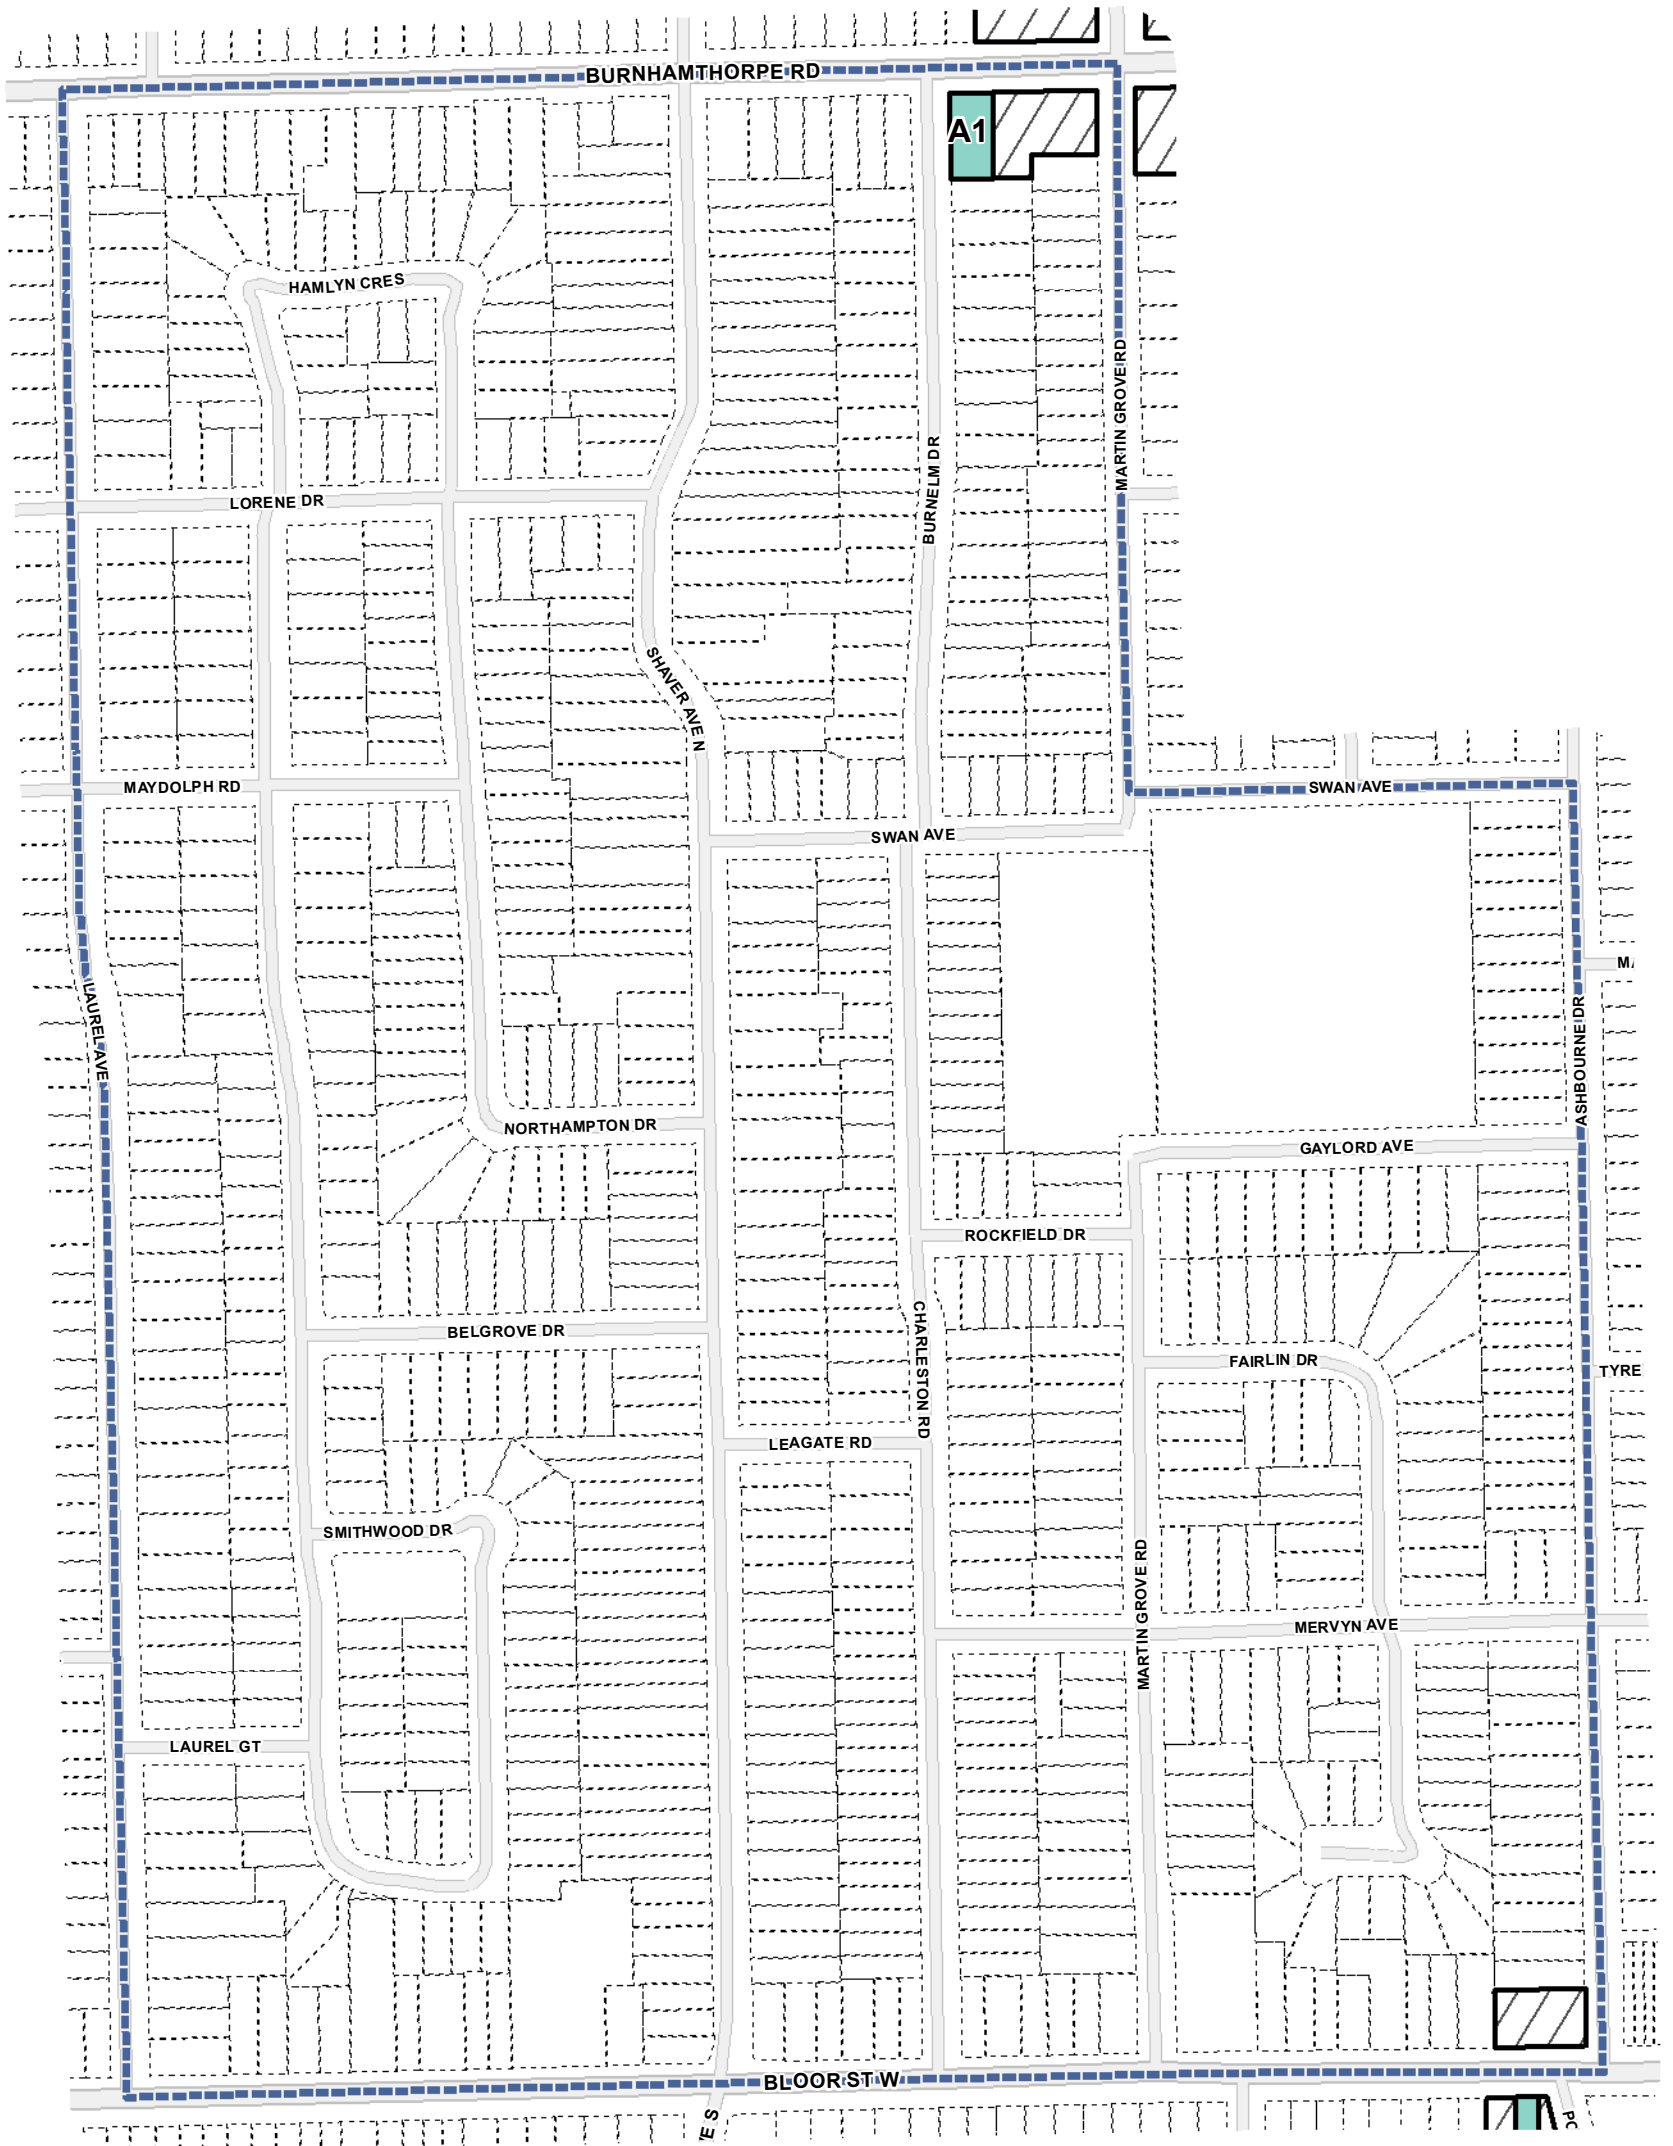 BURNHAMTHORPE RD
A1
HAMLYN CRES
MARTIN GROVE RD
BURNELM DR
LORENE DR
SHAVER AVE N
MAYDOLPH RD
SWAN AVE
SWAN AVE
MA
LAUREL AVE
ASHBOURNE DR
NORTHAMPTON DR
GAYLORD AVE
ROCKFIELD DR
BELGROVE DR
CHARLESTON RD
FAIRLIN DR
TYRE
LEAGATE RD
SMITHWOOD DR
MARTIN GROVE RD
MERVYN AVE
LAUREL GT
BLOOR ST W
VE S